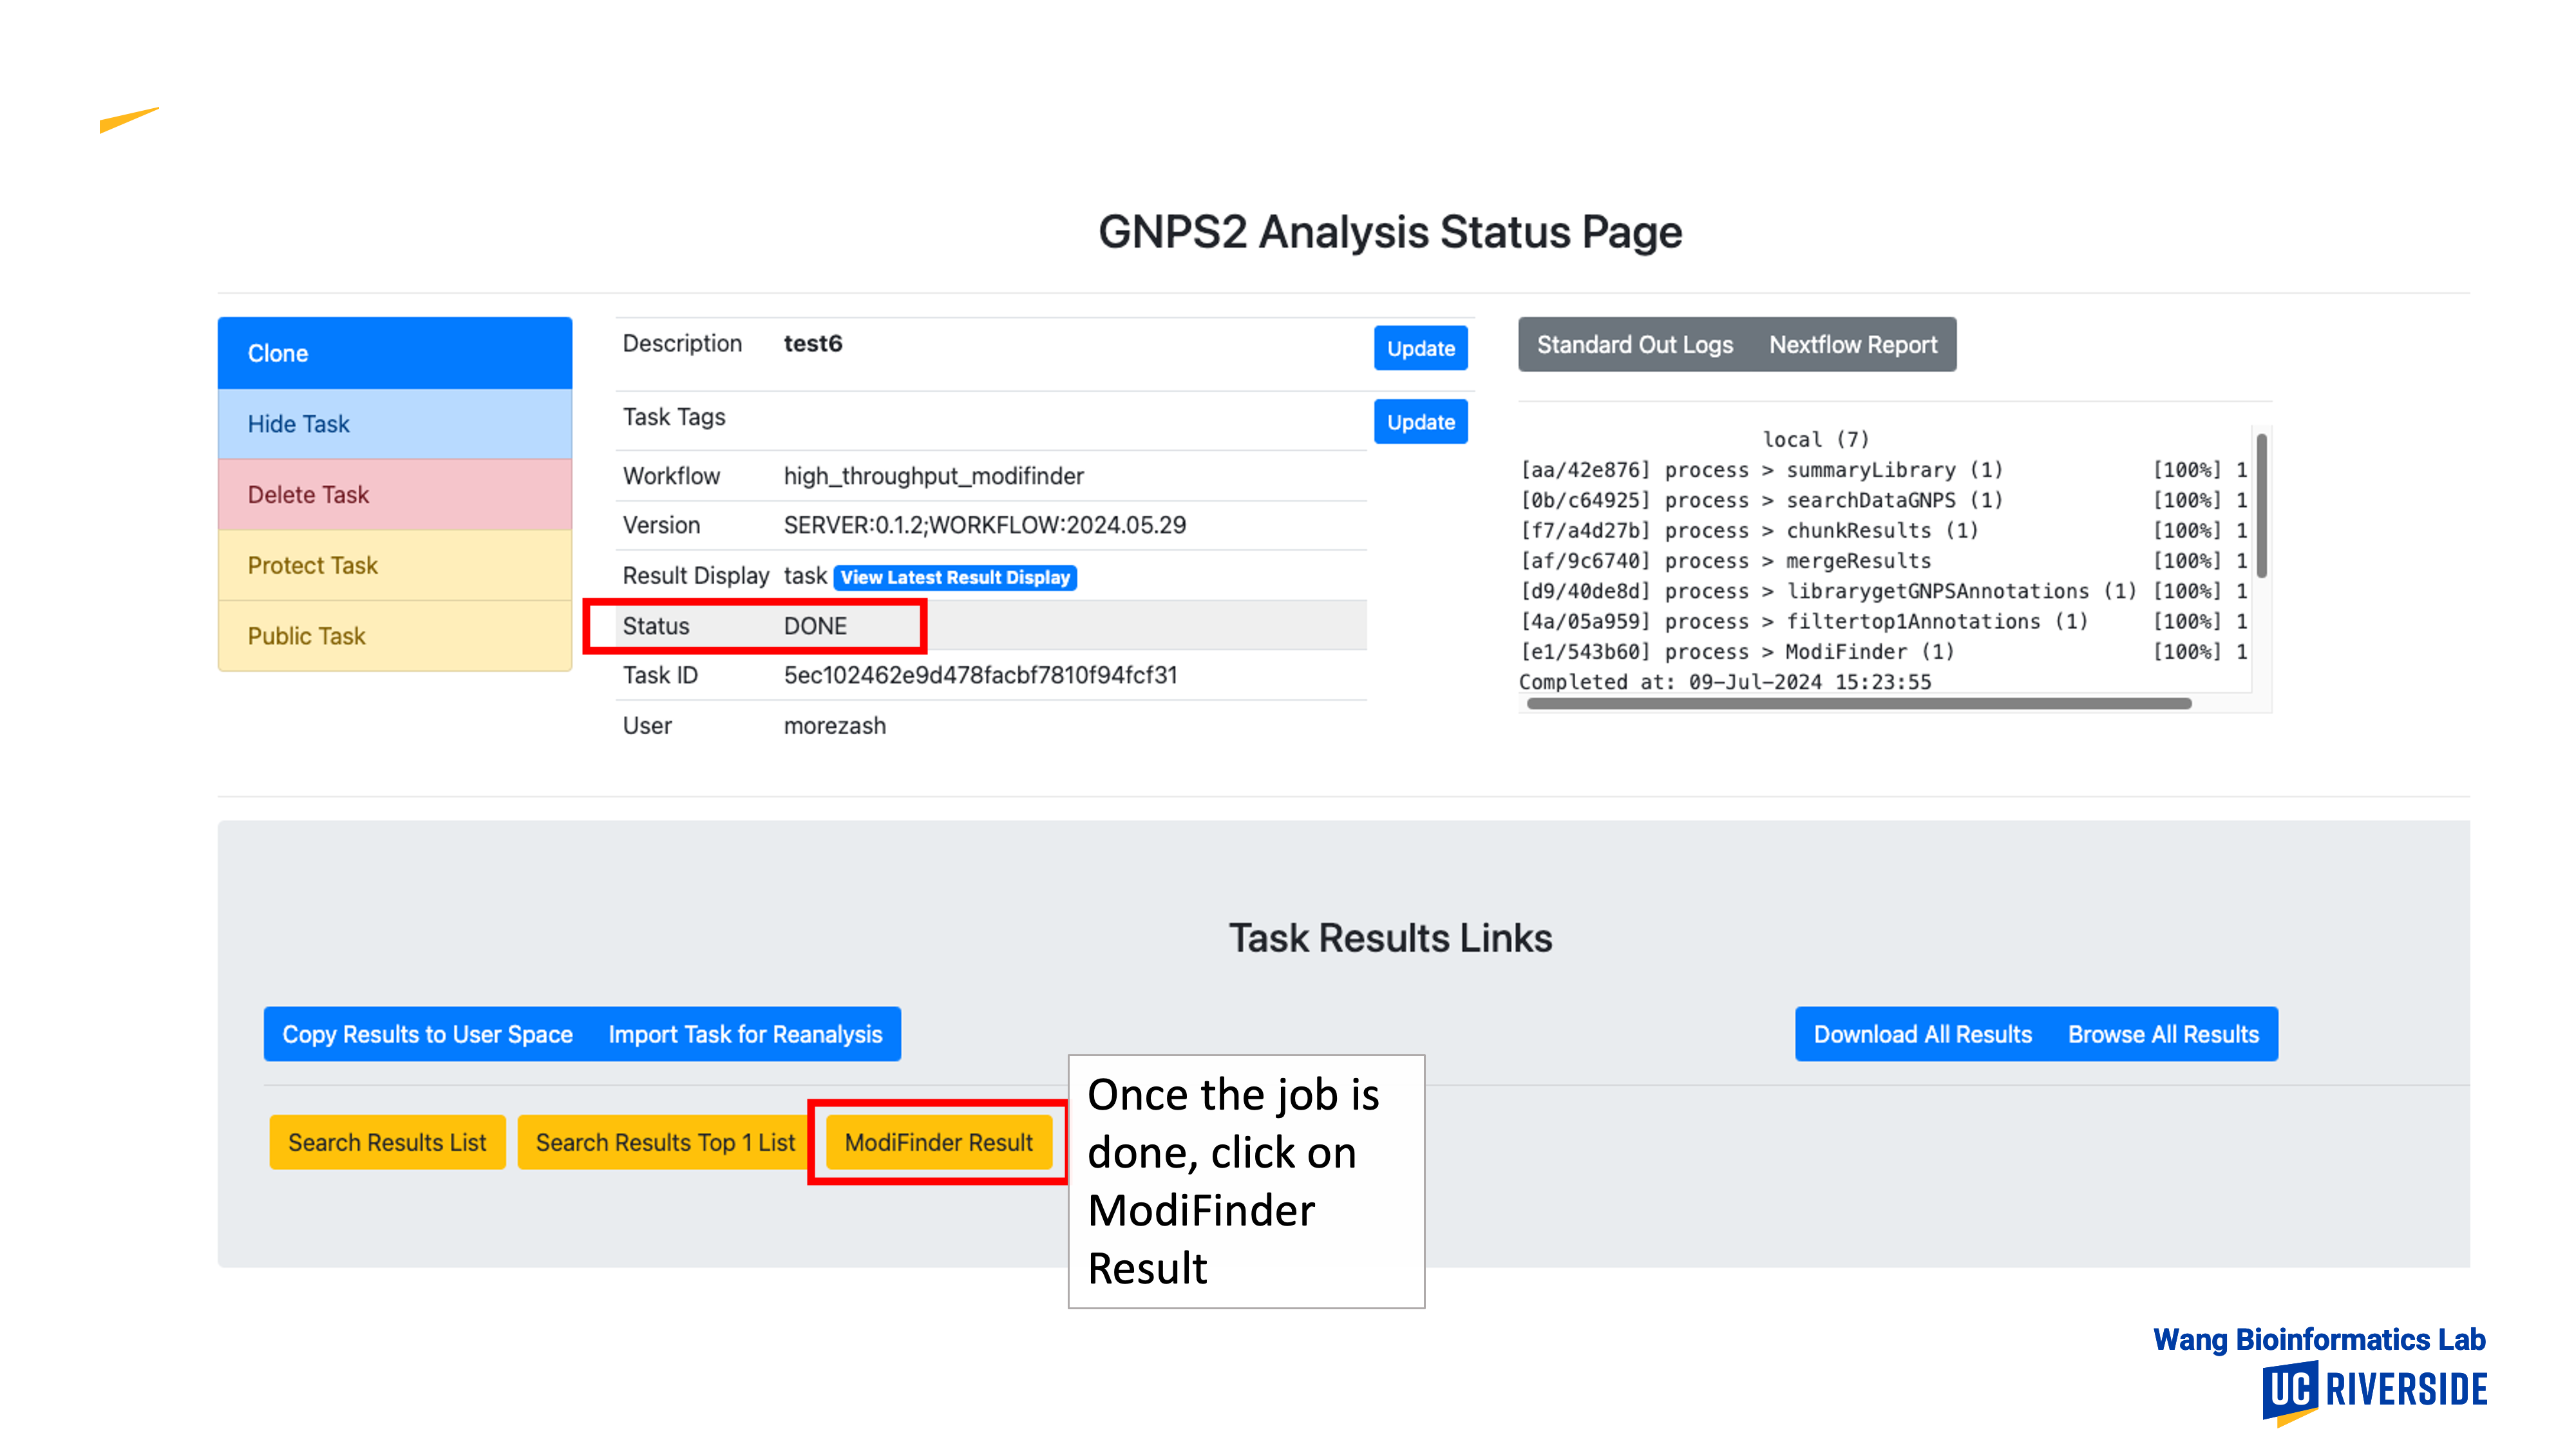 GNPS2 Analysis Status Page
Clone
Hide Task
Delete Task
Protect Task
Public Task
Description test6 Update
Task Tags Update
Workflow high_throughput_modifinder
Version SERVER:0.1.2;WORKFLOW:2024.05.29
Result Display task View Latest Result Display
Status DONE
Task ID 5ec102462e9d478facbf7810f94fcf31
User morezash
Standard Out Logs Nextflow Report
local (7)
[aa/42e876] process > summaryLibrary (1) [100%] 1
[0b/c64925] process > searchDataGNPS (1) [100%] 1
[f7/a4d27b] process > chunkResults (1) [100%] 1
[af/9c6740] process > mergeResults [100%] 1
[d9/40de8d] process > librarygetGNPSAnnotations (1) [100%] 1
[4a/05a959] process > filtertop1Annotations (1) [100%] 1
[e1/543b60] process > ModiFinder (1) [100%] 1
Completed at: 09-Jul-2024 15:23:55
Task Results Links
Copy Results to User Space Import Task for Reanalysis
Download All Results Browse All Results
Search Results List Search Results Top 1 List ModiFinder Result
Once the job is
done, click on
ModiFinder
Result
Wang Bioinformatics Lab
UC RIVERSIDE